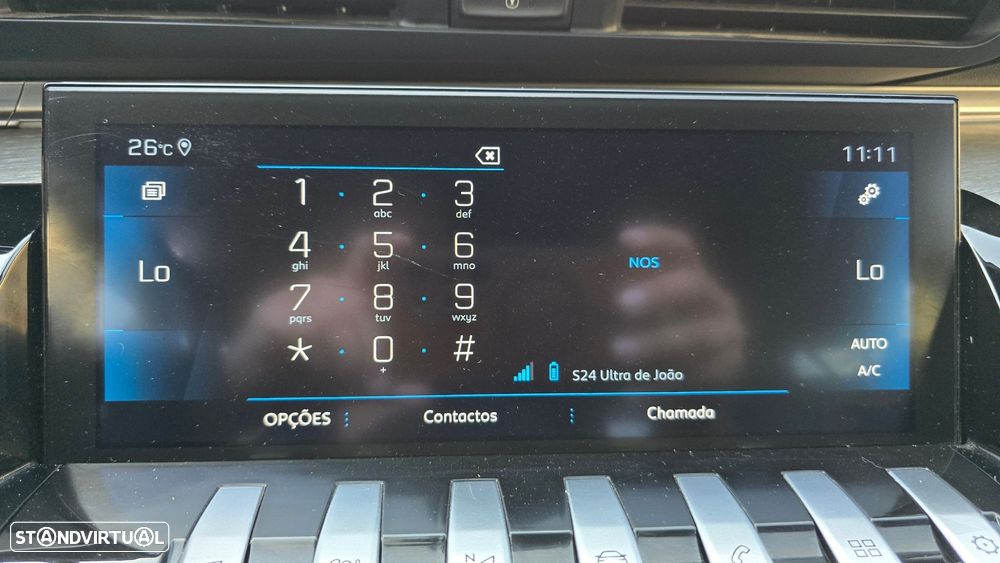 26°C
11:11
1 2 3
abc def
4 5 6
ghi jkl mno
Lo
NOS
Lo
7 8 9
pqrs tuv wxyz
* 0 #
+
AUTO
A/C
S24 Ultra de João
OPÇÕES
Contactos
Chamada
N
STANDVIRTUAL